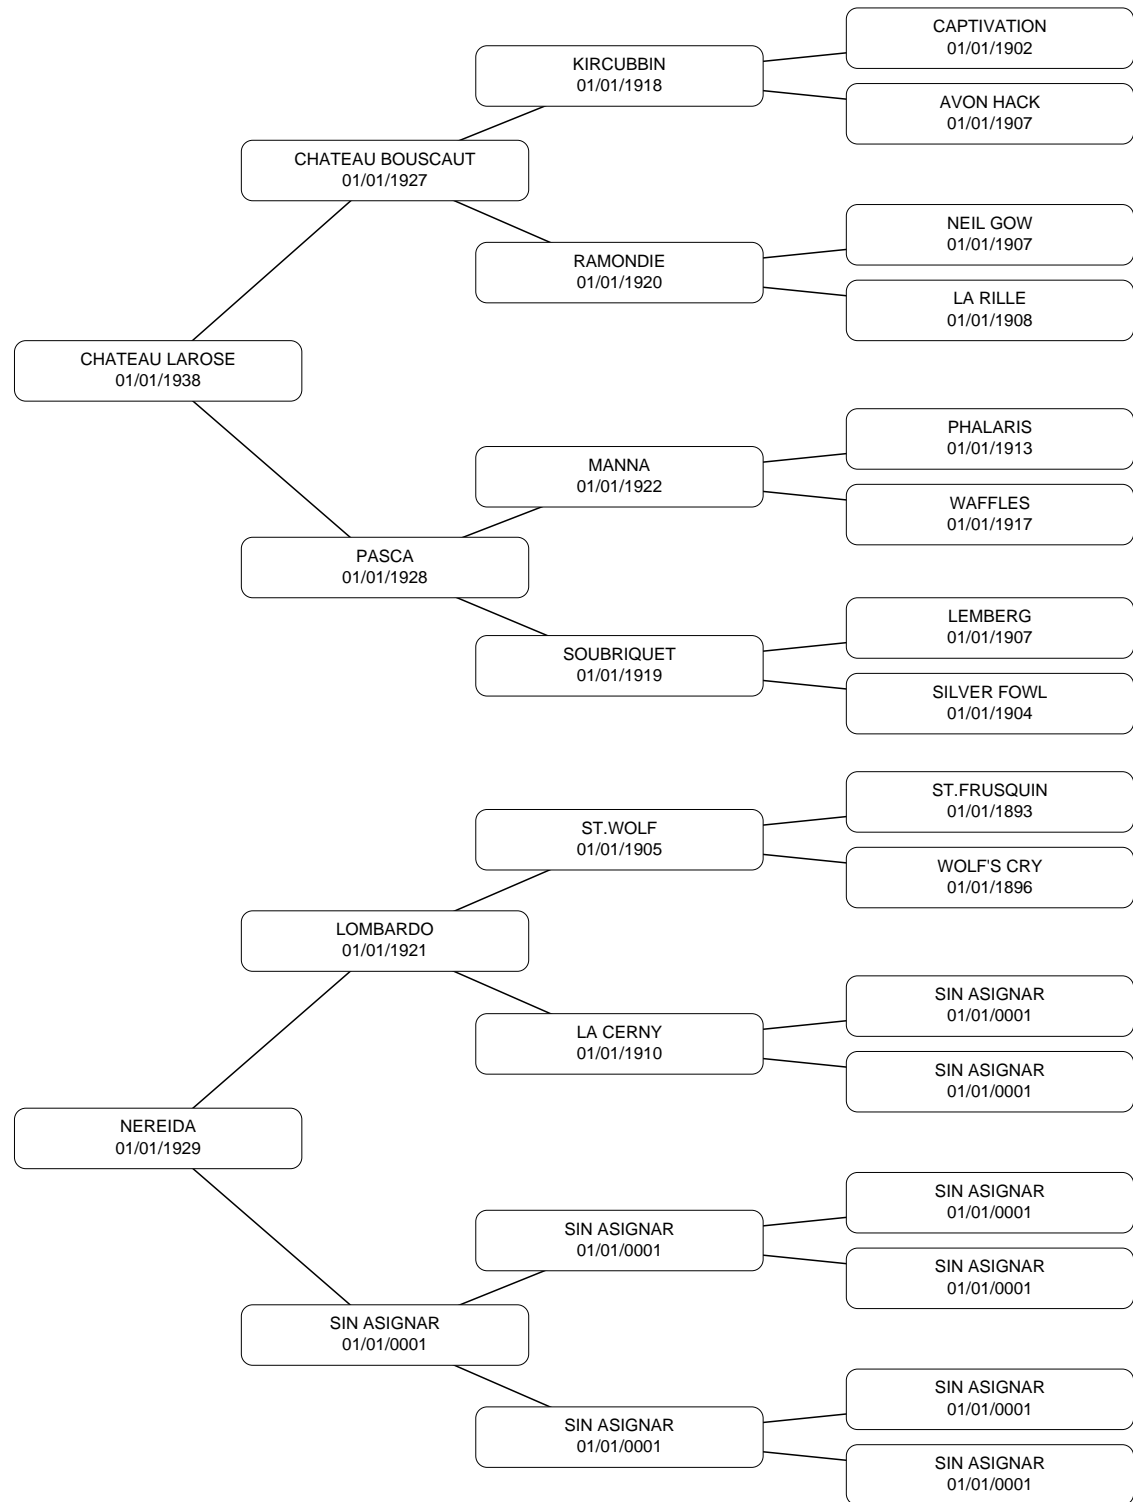 CAPTIVATION
01/01/1902
KIRCUBBIN
01/01/1918
AVON HACK
01/01/1907
CHATEAU BOUSCAUT
01/01/1927
NEIL GOW
01/01/1907
RAMONDIE
01/01/1920
LA RILLE
01/01/1908
CHATEAU LAROSE
01/01/1938
PHALARIS
01/01/1913
MANNA
01/01/1922
WAFFLES
01/01/1917
PASCA
01/01/1928
LEMBERG
01/01/1907
SOUBRIQUET
01/01/1919
SILVER FOWL
01/01/1904
ST.FRUSQUIN
01/01/1893
ST.WOLF
01/01/1905
WOLF'S CRY
01/01/1896
LOMBARDO
01/01/1921
SIN ASIGNAR
01/01/0001
LA CERNY
01/01/1910
SIN ASIGNAR
01/01/0001
NEREIDA
01/01/1929
SIN ASIGNAR
01/01/0001
SIN ASIGNAR
01/01/0001
SIN ASIGNAR
01/01/0001
SIN ASIGNAR
01/01/0001
SIN ASIGNAR
01/01/0001
SIN ASIGNAR
01/01/0001
SIN ASIGNAR
01/01/0001